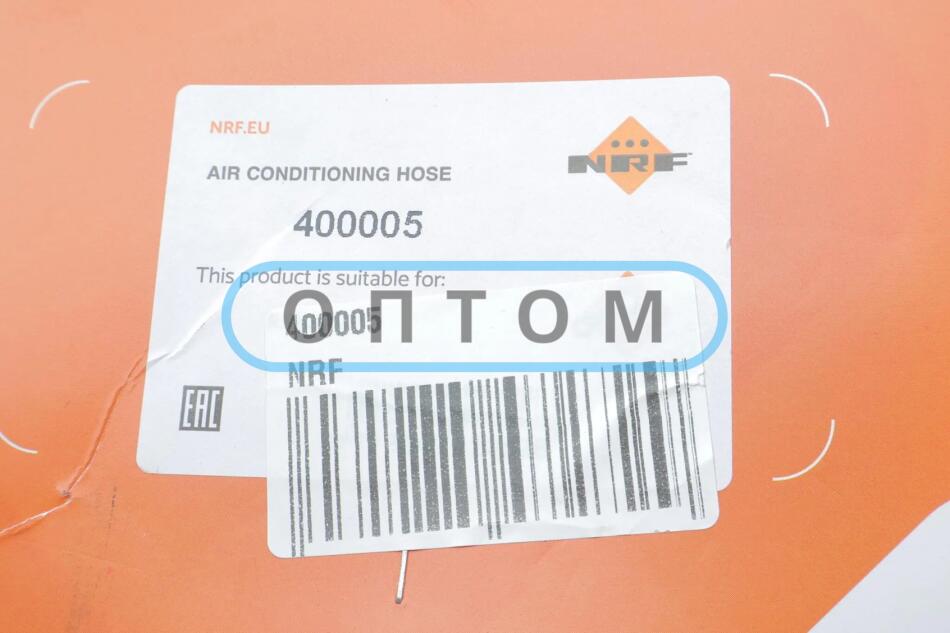 NRF.EU
NRF
AIR CONDITIONING HOSE
400005
This product is suitable for:
ОПТОМ
400005
NRF
EAC